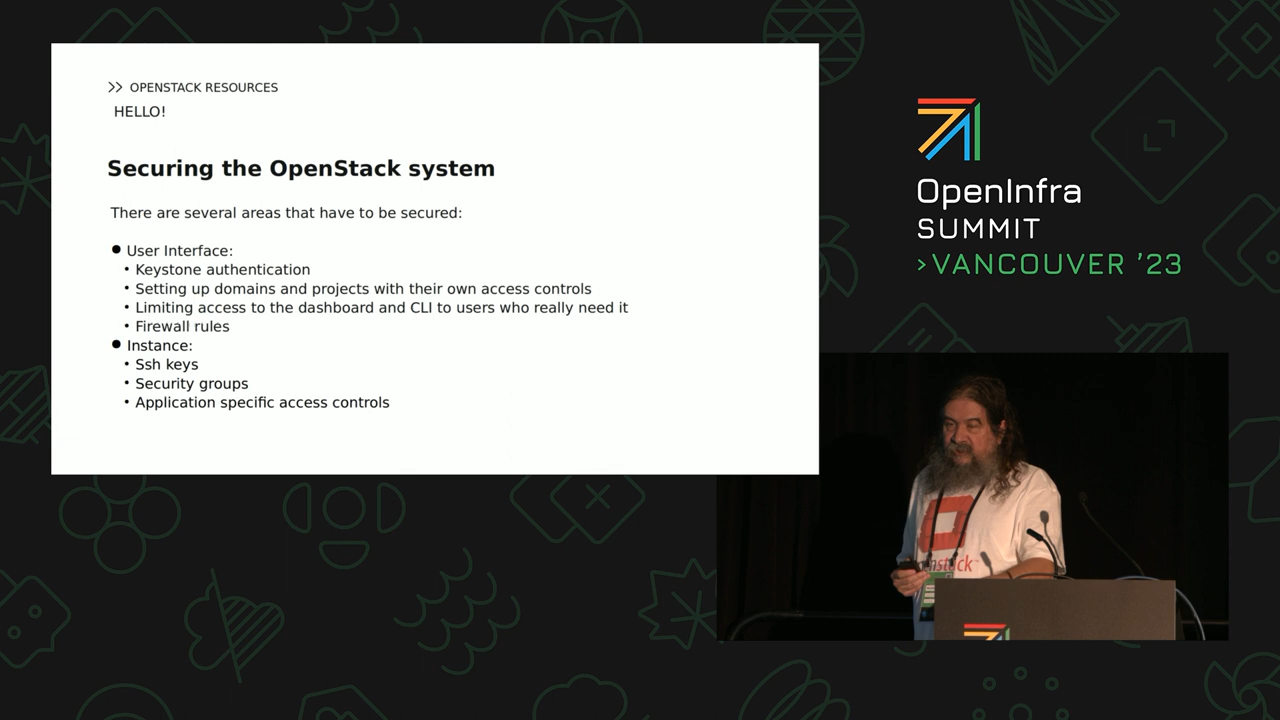 OPENSTACK RESOURCES
HELLO!
Securing the OpenStack system
There are several areas that have to be secured:
User Interface:
Keystone authentication
Setting up domains and projects with their own access controls
Limiting access to the dashboard and CLI to users who really need it
Firewall rules
Instance:
Ssh keys
Security groups
Application specific access controls
OpenInfra
SUMMIT
>VANCOUVER ’23